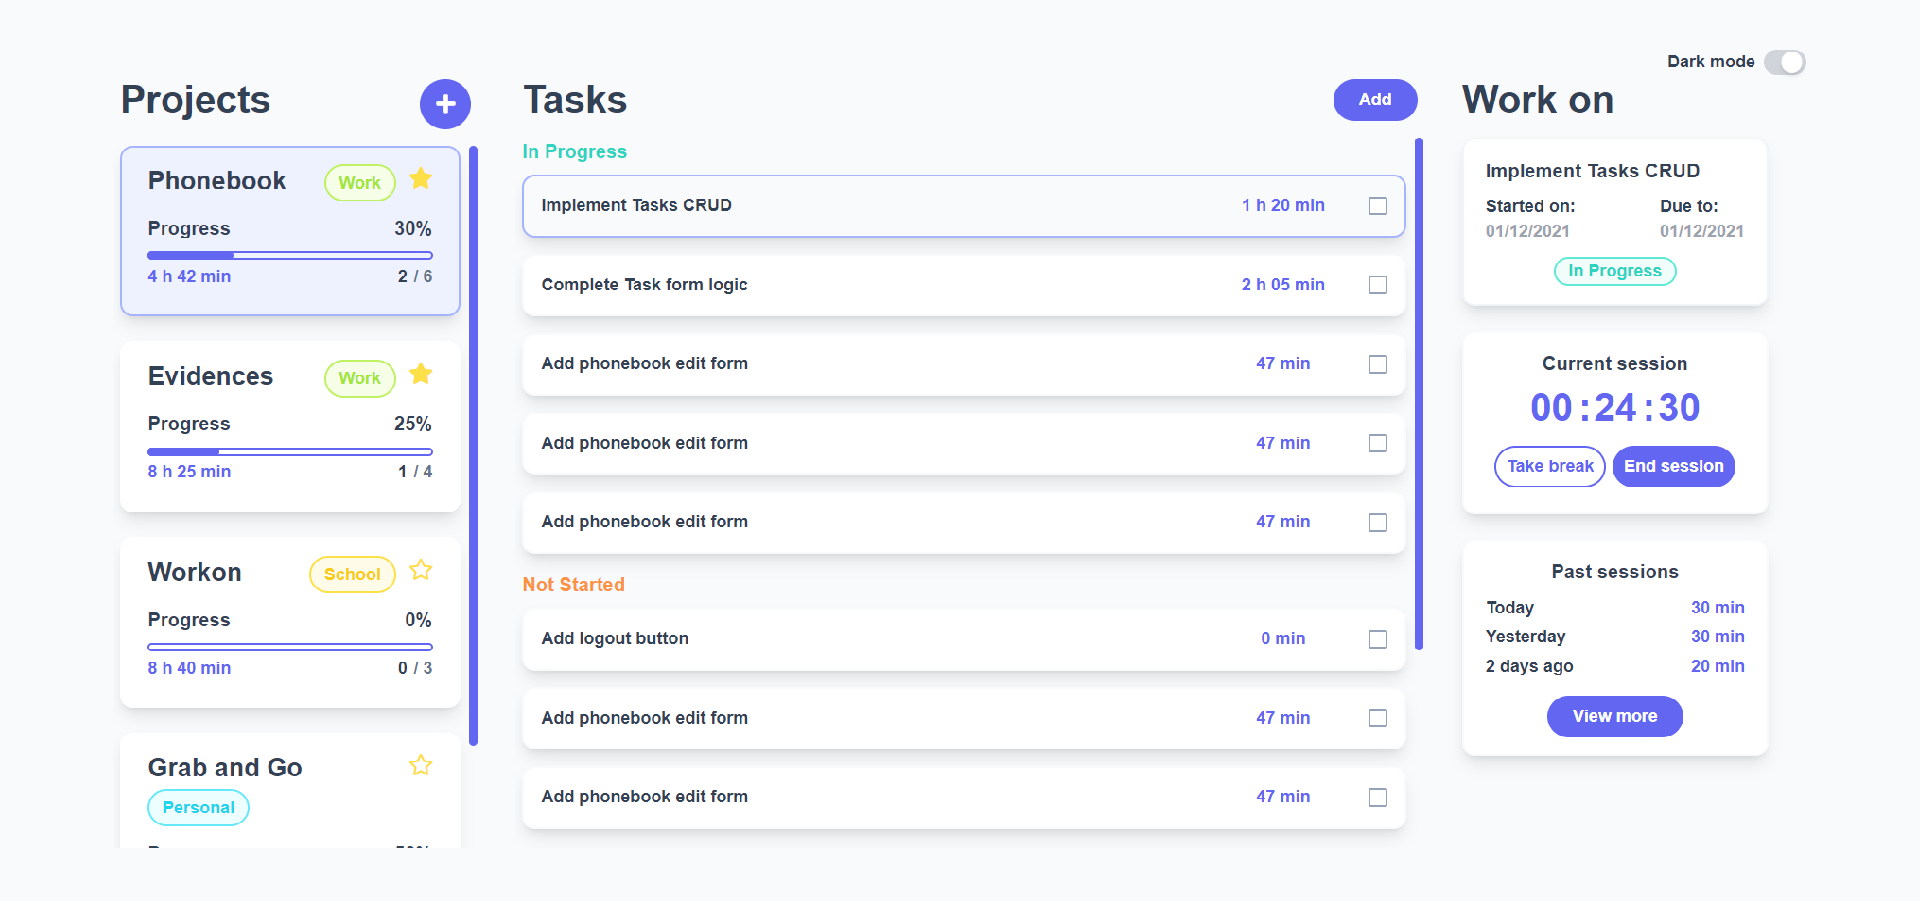 Dark mode
Projects
Phonebook Work
Progress 30%
4 h 42 min 2 / 6
Evidences Work
Progress 25%
8 h 25 min 1 / 4
Workon School
Progress 0%
8 h 40 min 0 / 3
Grab and Go
Personal
Tasks Add
In Progress
Implement Tasks CRUD 1 h 20 min
Complete Task form logic 2 h 05 min
Add phonebook edit form 47 min
Add phonebook edit form 47 min
Add phonebook edit form 47 min
Not Started
Add logout button 0 min
Add phonebook edit form 47 min
Add phonebook edit form 47 min
Work on
Implement Tasks CRUD
Started on: Due to:
01/12/2021 01/12/2021
In Progress
Current session
00:24:30
Take break End session
Past sessions
Today 30 min
Yesterday 30 min
2 days ago 20 min
View more